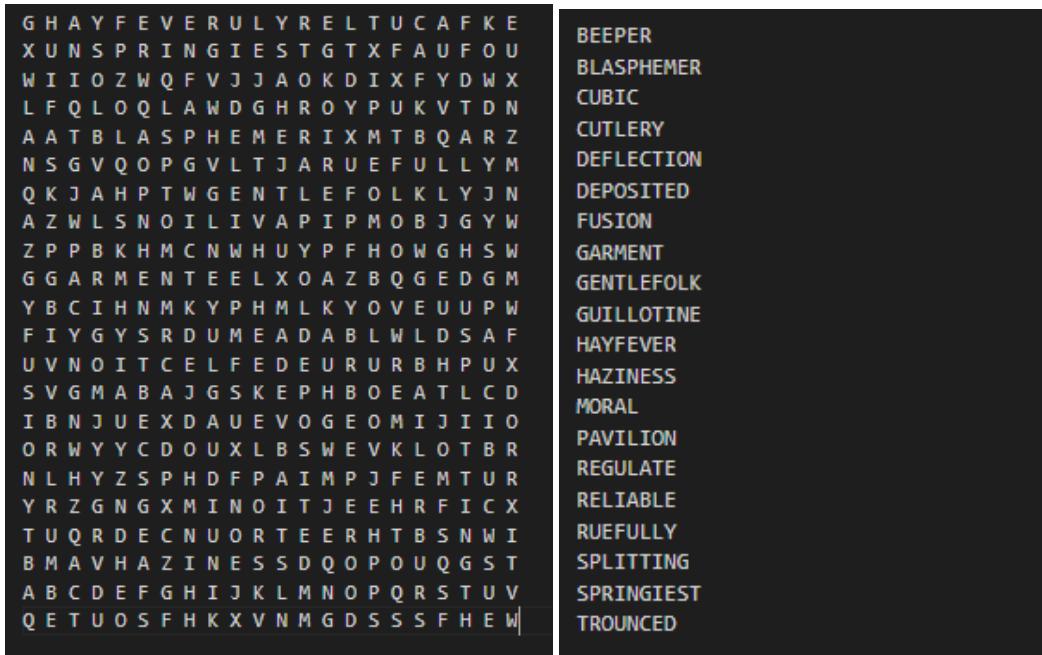 G H A Y F E V E R U L Y R E L T U C A F K E
X U N S P R I N G I E S T G T X F A U F O U
W I I O Z W Q F V J J A O K D I X F Y D W X
L F Q L O Q L A W D G H R O Y P U K V T D N
A A T B L A S P H E M E R I X M T B Q A R Z
N S G V Q O P G V L T J A R U E F U L L Y M
Q K J A H P T W G E N T L E F O L K L Y J N
A Z W L S N O I L I V A P I P M O B J G Y W
Z P P B K H M C N W H U Y P F H O W G H S W
G G A R M E N T E E L X O A Z B Q G E D G M
Y B C I H N M K Y P H M L K Y O V E U U P W
F I Y G Y S R D U M E A D A B L W L D S A F
U V N O I T C E L F E D E U R U R B H P U X
S V G M A B A J G S K E P H B O E A T L C D
I B N J U E X D A U E V O G E O M I J I I O
O R W Y Y C D O U X L B S W E V K L O T B R
N L H Y Z S P H D F P A I M P J F E M T U R
Y R Z G N G X M I N O I T J E E H R F I C X
T U Q R D E C N U O R T E E R H T B S N W I
B M A V H A Z I N E S S D Q O P O U Q G S T
A B C D E F G H I J K L M N O P Q R S T U V
Q E T U O S F H K X V N M G D S S S F H E W
BEEPER
BLASPHEMER
CUBIC
CUTLERY
DEFLECTION
DEPOSITED
FUSION
GARMENT
GENTLEFOLK
GUILLOTINE
HAYFEVER
HAZINESS
MORAL
PAVILION
REGULATE
RELIABLE
RUEFULLY
SPLITTING
SPRINGIEST
TROUNCED